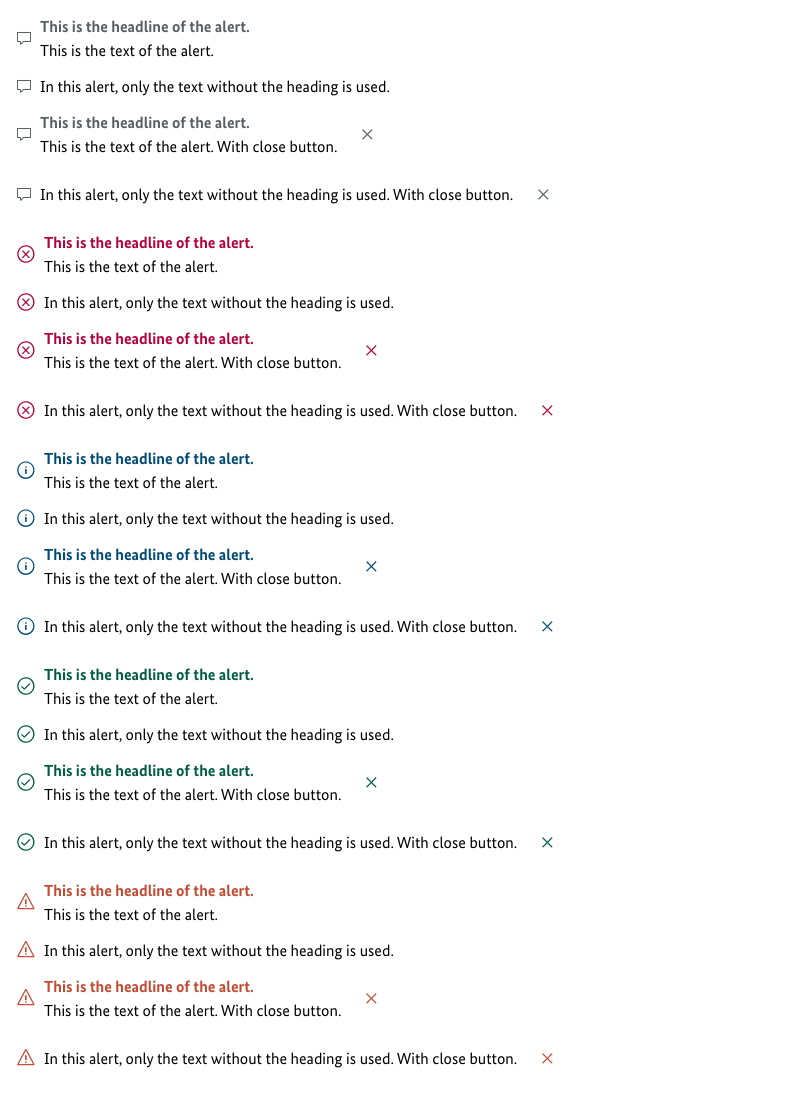 This is the headline of the alert.
This is the text of the alert.
In this alert, only the text without the heading is used.
This is the headline of the alert.
This is the text of the alert. With close button.
In this alert, only the text without the heading is used. With close button.
This is the headline of the alert.
This is the text of the alert.
In this alert, only the text without the heading is used.
This is the headline of the alert.
This is the text of the alert. With close button.
In this alert, only the text without the heading is used. With close button.
This is the headline of the alert.
This is the text of the alert.
In this alert, only the text without the heading is used.
This is the headline of the alert.
This is the text of the alert. With close button.
In this alert, only the text without the heading is used. With close button.
This is the headline of the alert.
This is the text of the alert.
In this alert, only the text without the heading is used.
This is the headline of the alert.
This is the text of the alert. With close button.
In this alert, only the text without the heading is used. With close button.
This is the headline of the alert.
This is the text of the alert.
In this alert, only the text without the heading is used.
This is the headline of the alert.
This is the text of the alert. With close button.
In this alert, only the text without the heading is used. With close button.